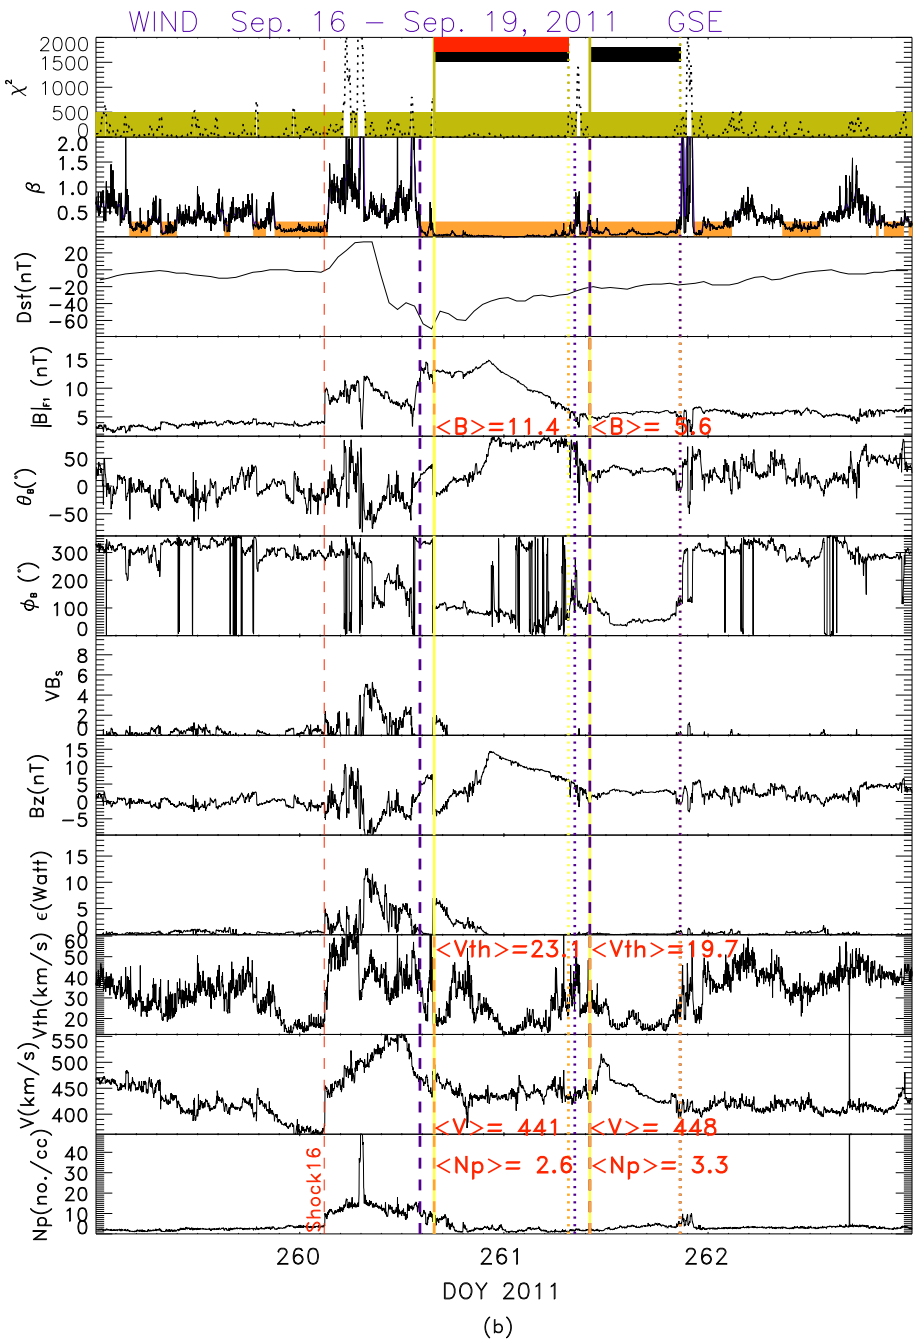 WIND Sep. 16 – Sep. 19, 2011 GSE
2000
1500
1000
500
0
χ²
2.0
1.5
1.0
0.5
β
20
0
−20
−40
−60
Dst(nT)
15
10
5
|B|F1 (nT)
<B>=11.4 <B>= 5.6
50
0
−50
θB(°)
300
200
100
0
ϕB (°)
8
6
4
2
0
VBs
15
10
5
0
−5
Bz(nT)
15
10
5
0
ε(Watt)
60
50
40
30
20
Vth(km/s)
<Vth>=23.1 <Vth>=19.7
550
500
450
400
V(km/s)
<V>= 441 <V>= 448
40
30
20
10
0
Np(no./cc)
Shock16
<Np>= 2.6 <Np>= 3.3
260 261 262
DOY 2011
(b)